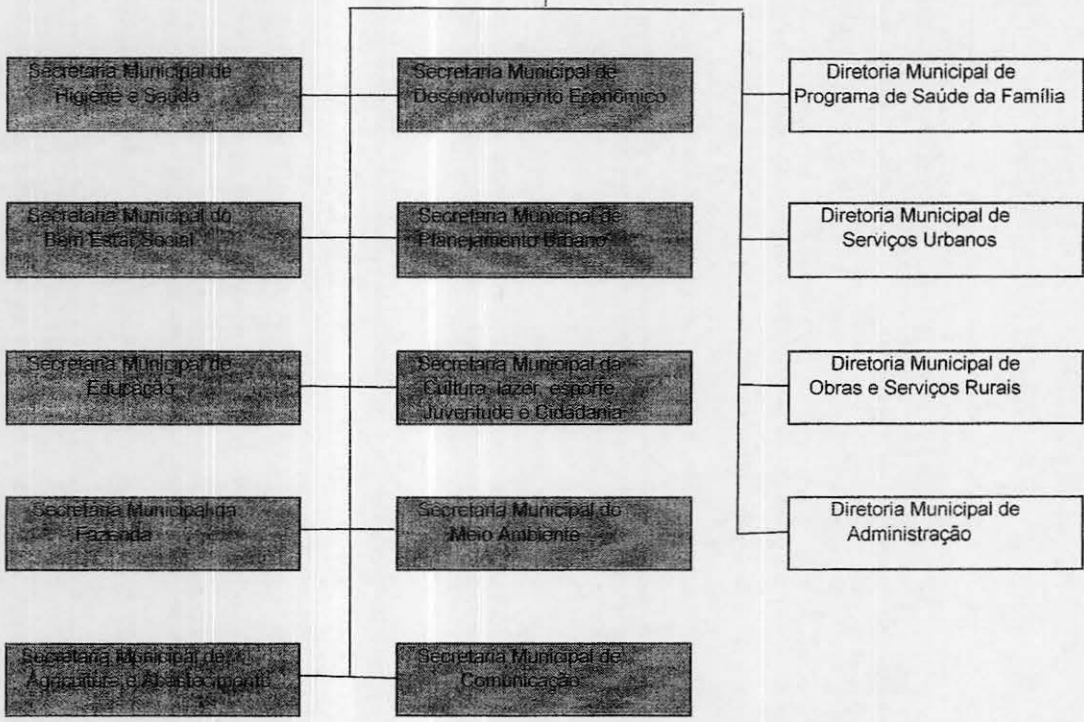 Secretaria Municipal de
Higiene e Saúde
Secretaria Municipal de
Desenvolvimento Econômico
Diretoria Municipal de
Programa de Saúde da Família
Secretaria Municipal do
Bem Estar Social
Secretaria Municipal de
Planejamento Urbano
Diretoria Municipal de
Serviços Urbanos
Secretaria Municipal de
Educação
Secretaria Municipal da
Cultura, lazer, esporte
Juventude e Cidadania
Diretoria Municipal de
Obras e Serviços Rurais
Secretaria Municipal da
Fazenda
Secretaria Municipal do
Meio Ambiente
Diretoria Municipal de
Administração
Secretaria Municipal de
e Abastecimento
Secretaria Municipal de
Comunicação